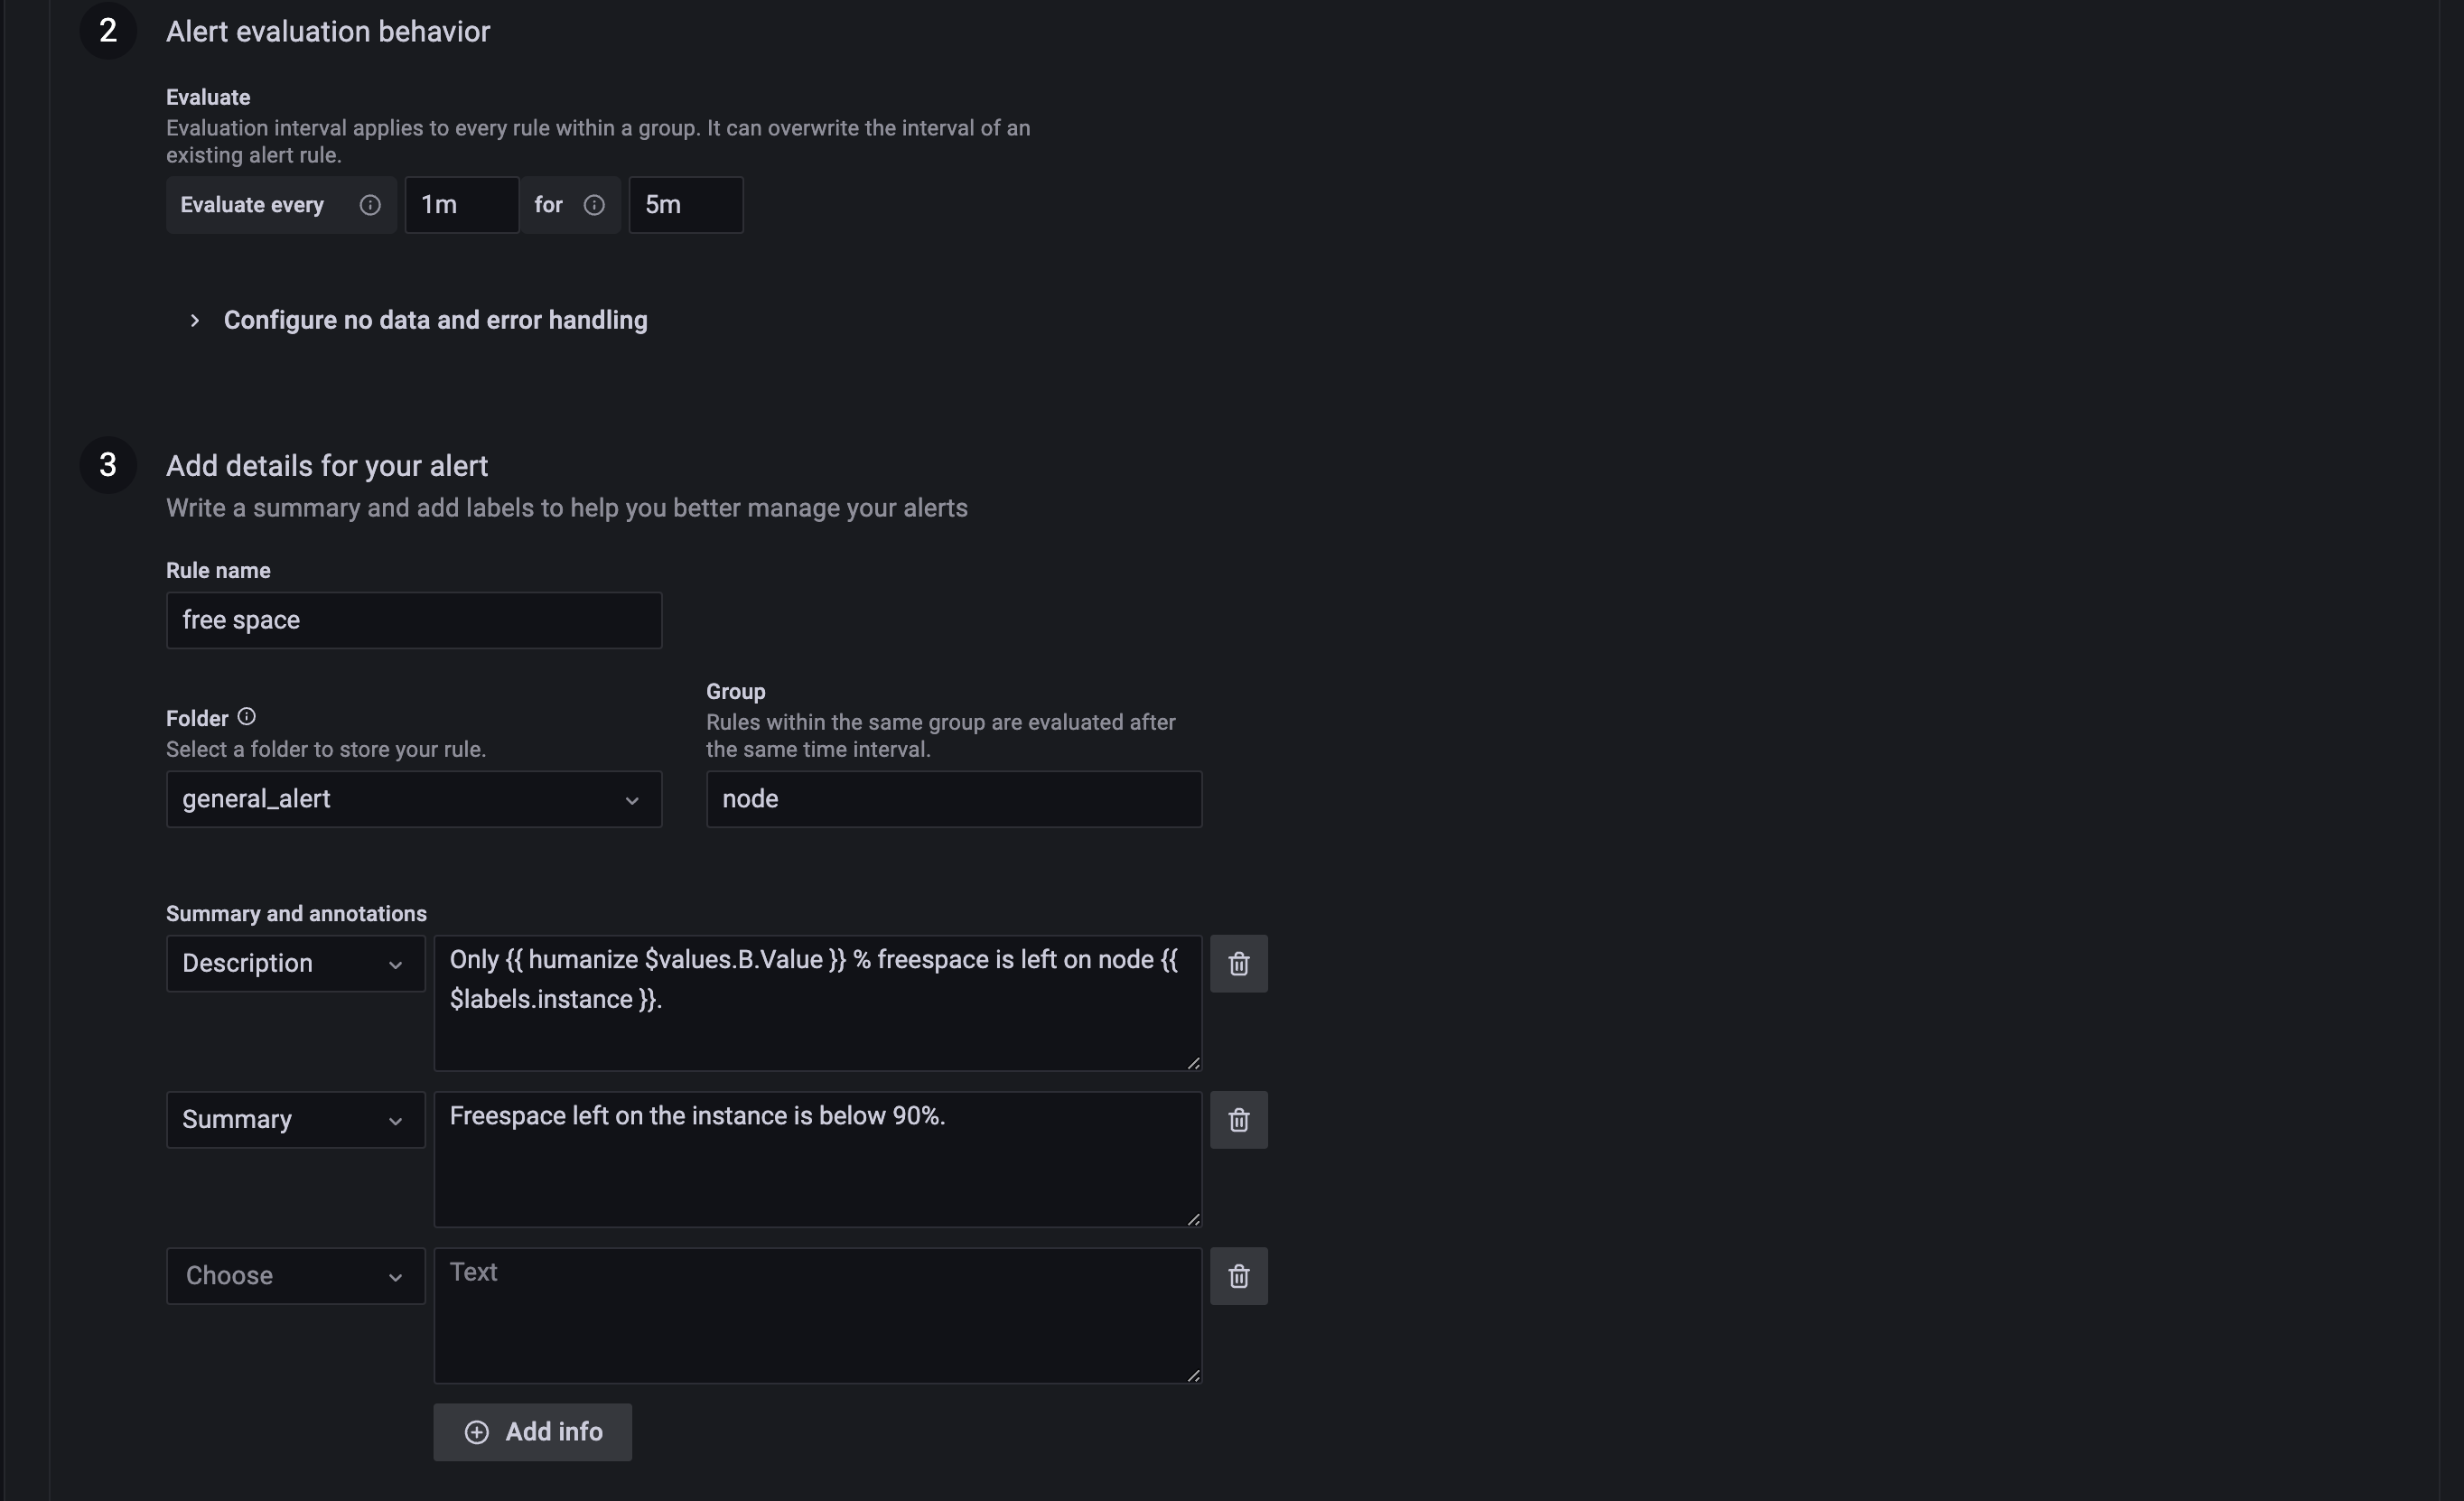 2
Alert evaluation behavior
Evaluate
Evaluation interval applies to every rule within a group. It can overwrite the interval of an
existing alert rule.
Evaluate every 1m for 5m
Configure no data and error handling
3
Add details for your alert
Write a summary and add labels to help you better manage your alerts
Rule name
free space
Folder
Select a folder to store your rule.
general_alert
Group
Rules within the same group are evaluated after
the same time interval.
node
Summary and annotations
Description
Only {{ humanize $values.B.Value }} % freespace is left on node {{
$labels.instance }}.
Summary
Freespace left on the instance is below 90%.
Choose
Text
Add info